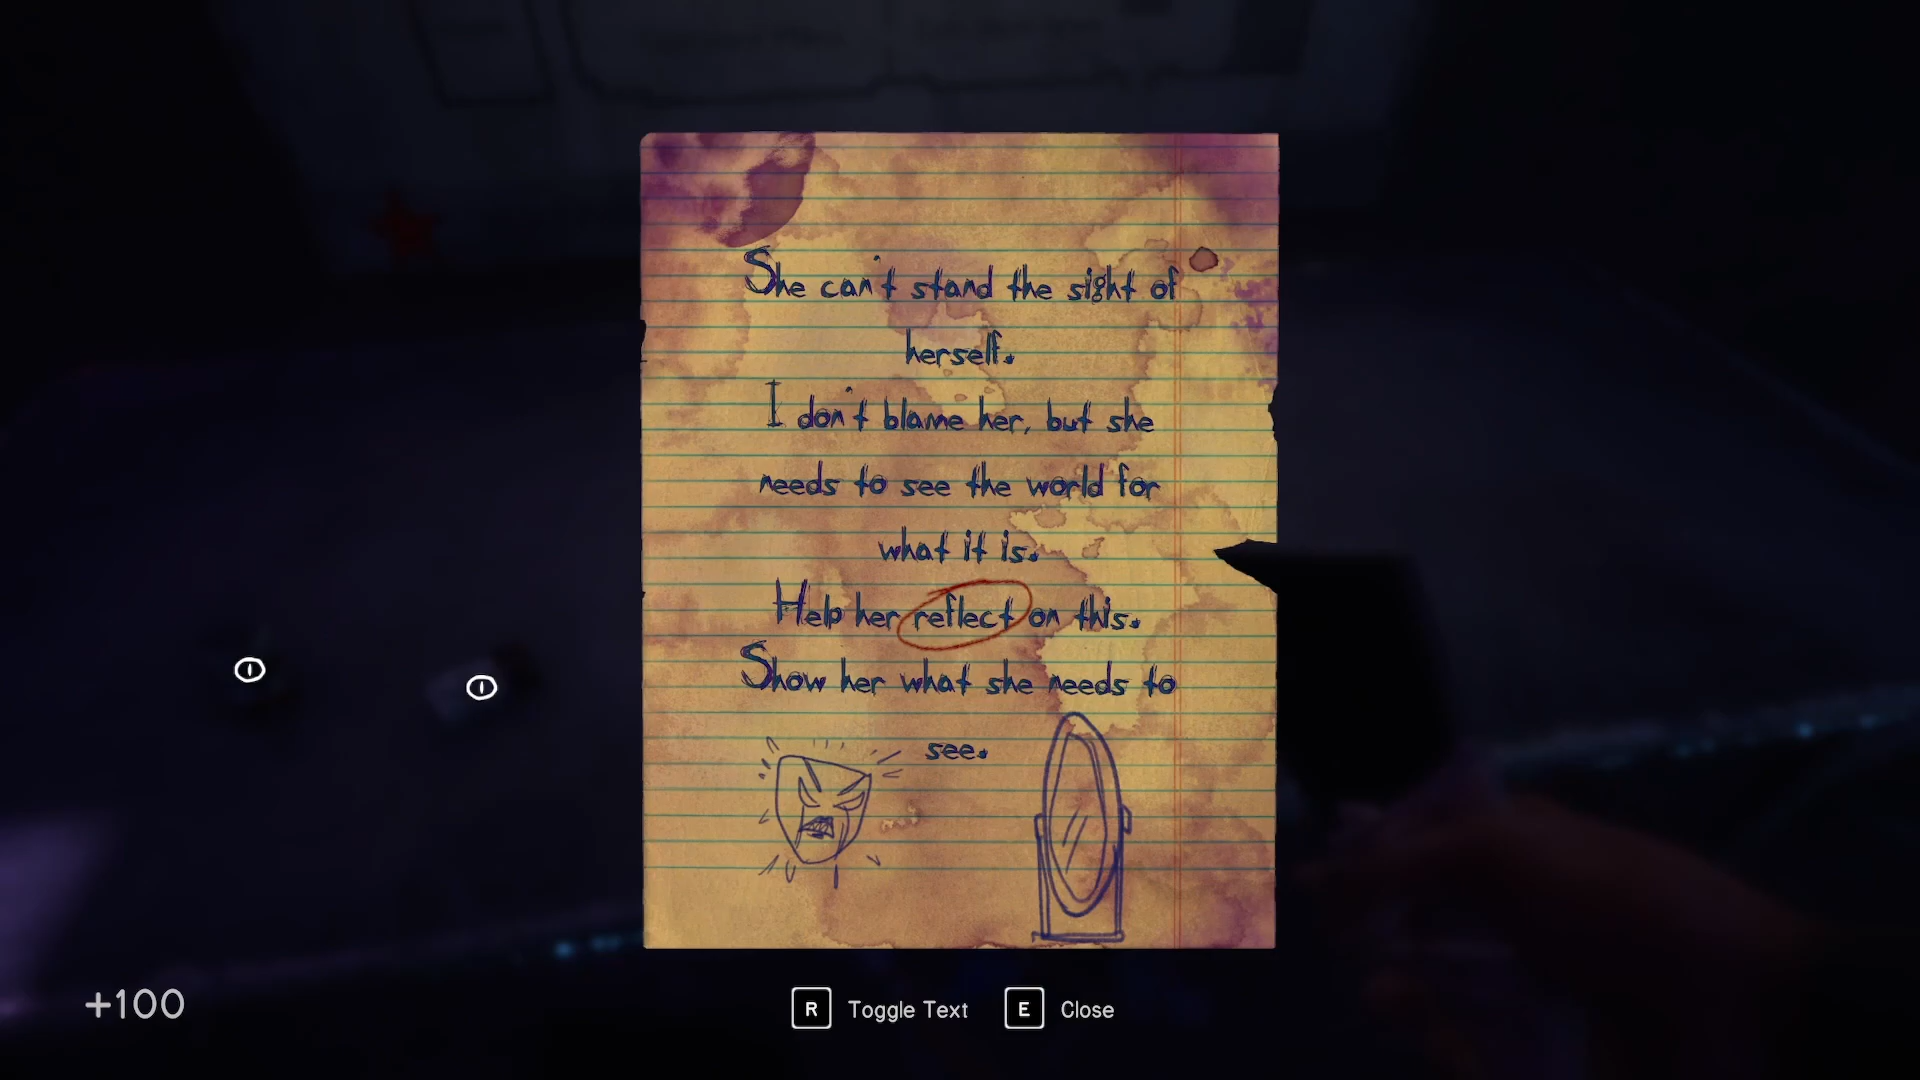 She can't stand the sight of
herself.
I don't blame her, but she
needs to see the world for
what it is.
Help her reflect on this.
Show her what she needs to
see.
+100
R Toggle Text E Close